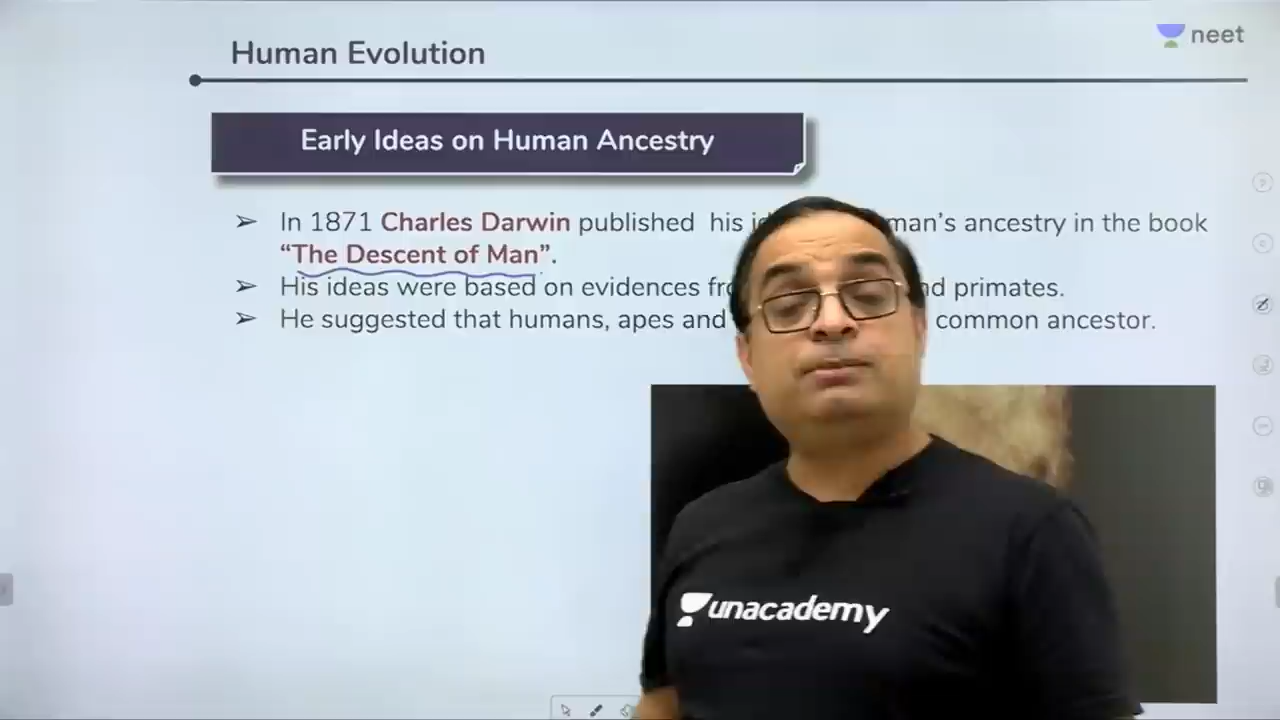 Human Evolution
neet
Early Ideas on Human Ancestry
➢ In 1871 Charles Darwin published his man's ancestry in the book
“The Descent of Man”.
➢ His ideas were based on evidences primates.
➢ He suggested that humans, apes and common ancestor.
unacademy